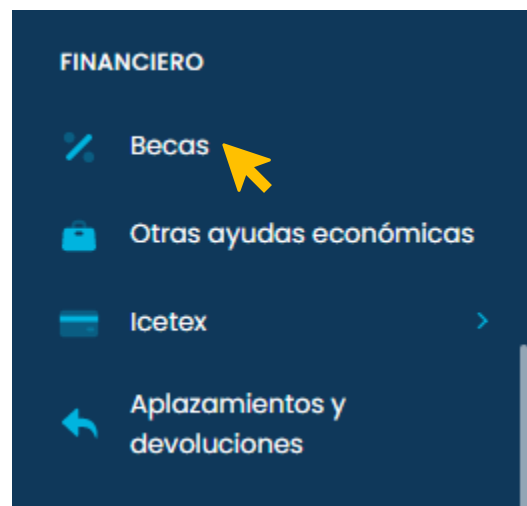 FINANCIERO
Becas
Otras ayudas económicas
Icetex
Aplazamientos y
devoluciones